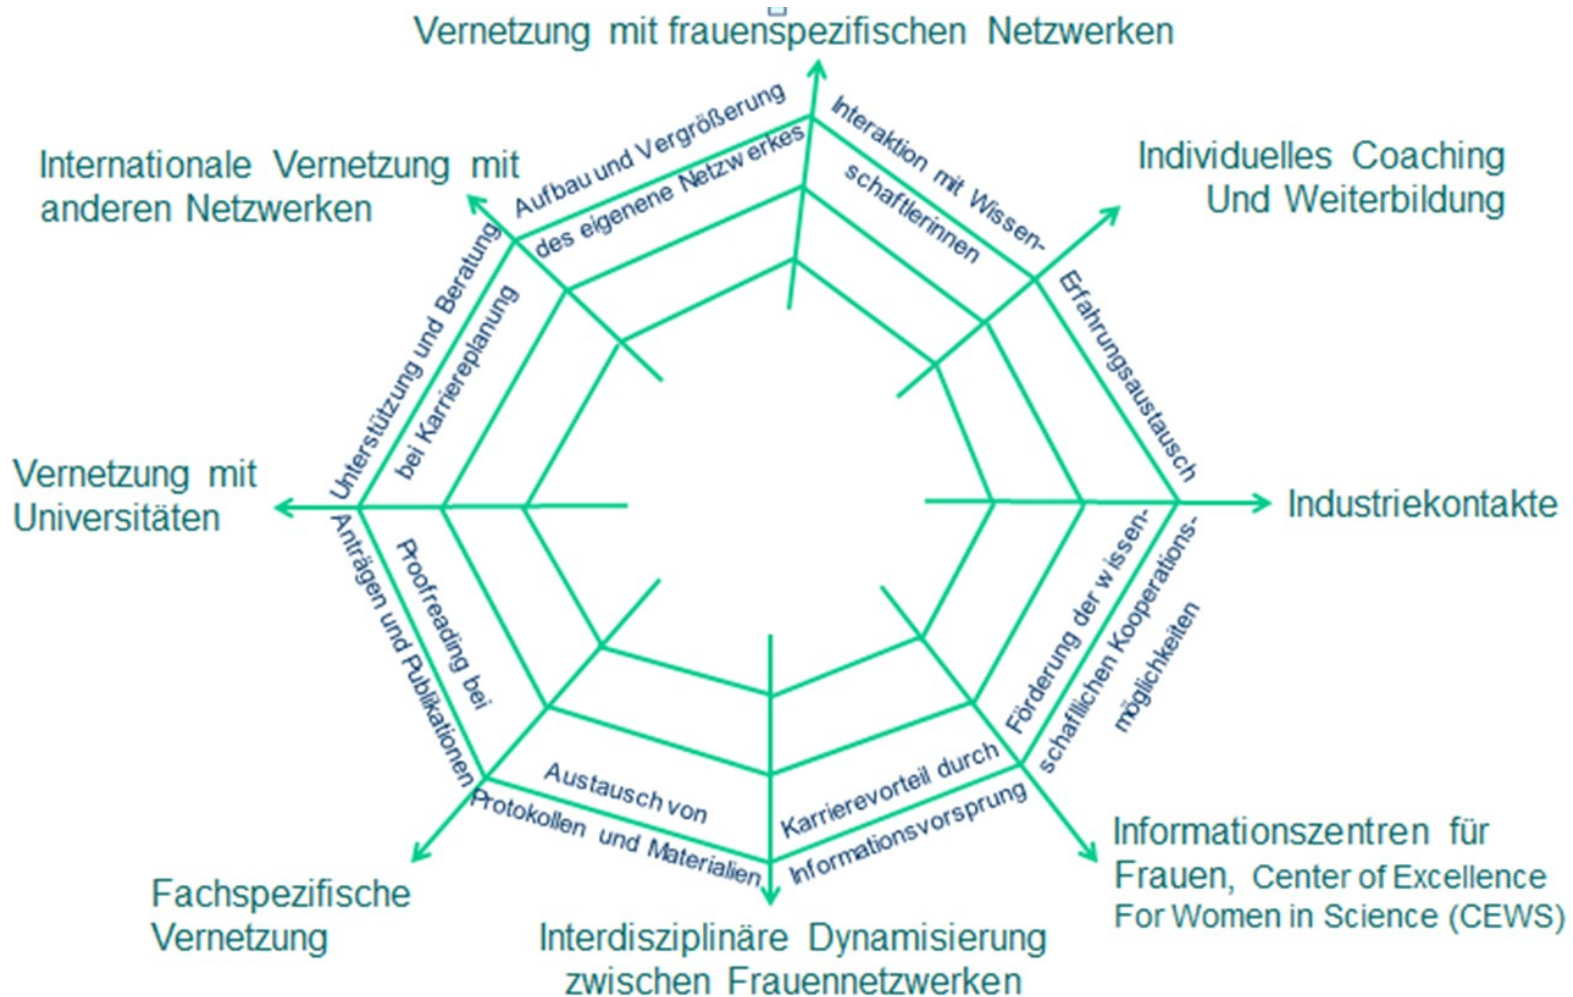 Vernetzung mit frauenspezifischen Netzwerken
Internationale Vernetzung mit
anderen Netzwerken
Individuelles Coaching
Und Weiterbildung
Aufbau und Vergrößerung
des eigenene Netzwerkes
Interaktion mit Wissen-
schaftlerinnen
Erfahrungsaustausch
Unterstützung und Beratung
bei Karriereplanung
Vernetzung mit
Universitäten
Industriekontakte
Proofreading bei
Anträgen und Publikationen
Förderung der wissen-
schafllichen Kooperations-
möglichkeiten
Austausch von
Protokollen und Materialien
Karrierevorteil durch
Informationsvorsprung
Fachspezifische
Vernetzung
Interdisziplinäre Dynamisierung
zwischen Frauennetzwerken
Informationszentren für
Frauen, Center of Excellence
For Women in Science (CEWS)